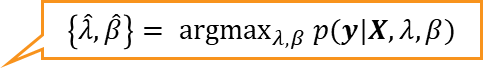 {λ̂, β̂} = argmax_{λ,β} p(𝒚|𝑿, λ, β)